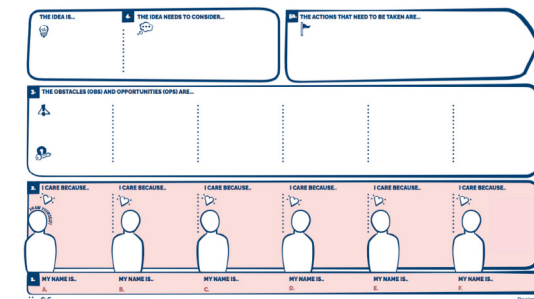 THE IDEA IS..
4. THE IDEA NEEDS TO CONSIDER...
THE ACTIONS THAT NEED TO BE TAKEN ARE...
3. THE OBSTACLES (OBS) AND OPPORTUNITIES (OPS) ARE...
2. I CARE BECAUSE.. I CARE BECAUSE.. I CARE BECAUSE.. I CARE BECAUSE.. I CARE BECAUSE.. I CARE BECAUSE..
1. MY NAME IS.. MY NAME IS.. MY NAME IS.. MY NAME IS.. MY NAME IS.. MY NAME IS..
A. B. C. D. E. F.